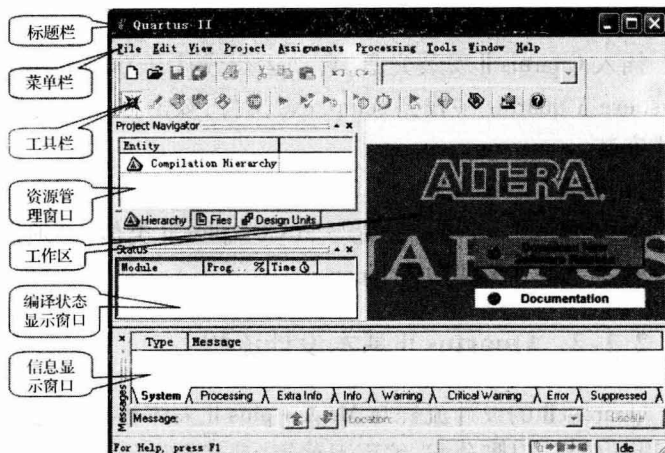 标题栏
菜单栏
工具栏
资源管
理窗口
工作区
编译状态
显示窗口
信息显
示窗口
Quartus II
File Edit View Project Assignments Processing Tools Window Help
Project Navigator
Entity
Compilation Hierarchy
Hierarchy Files Design Units
Status
Module Prog... % Time
ALTERA
UARTUS
Documentation
Type Message
System Processing Extra Info Info Warning Critical Warning Error Suppressed
Messages
Message: Location: Locate
For Help, press F1
Idle